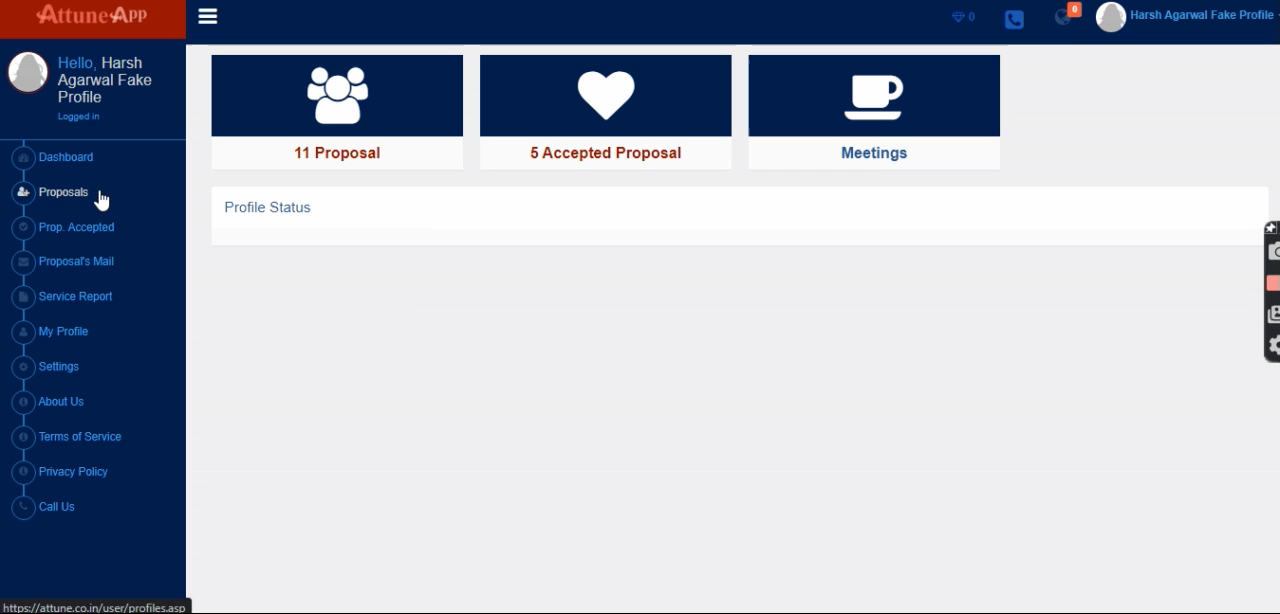 AttuneApp
0
0
Harsh Agarwal Fake Profile
Hello, Harsh
Agarwal Fake
Profile
Logged in
Dashboard
Proposals
Prop. Accepted
Proposal's Mail
Service Report
My Profile
Settings
About Us
Terms of Service
Privacy Policy
Call Us
11 Proposal
5 Accepted Proposal
Meetings
Profile Status
https://attune.co.in/user/profiles.asp